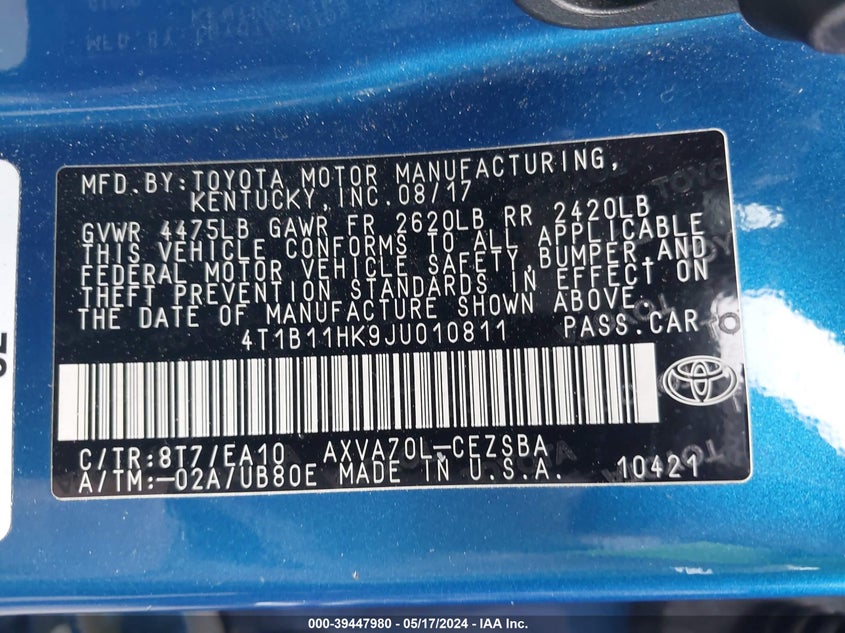 MFD. BY: TOYOTA MOTOR MANUFACTURING,
KENTUCKY, INC. 08/17
GVWR 4475LB GAWR FR 2620LB RR 2420LB
THIS VEHICLE CONFORMS TO ALL APPLICABLE
FEDERAL MOTOR VEHICLE SAFETY, BUMPER, AND
THEFT PREVENTION STANDARDS IN EFFECT ON
THE DATE OF MANUFACTURE SHOWN ABOVE.
4T1B11HK9JU010811 PASS. CAR
C/TR: 8T7/EA10 AXVA70L-CEZSBA
A/TM: -02A/UB80E MADE IN U.S.A. 10421
000-39447980 - 05/17/2024 - IAA Inc.